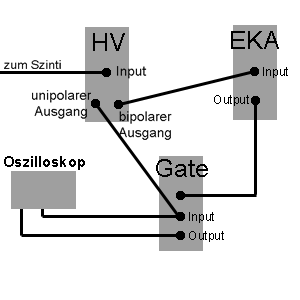 HV
EKA
zum Szinti
Input
Input
unipolarer
Ausgang
bipolarer
Ausgang
Output
Oszilloskop
Gate
Input
Output